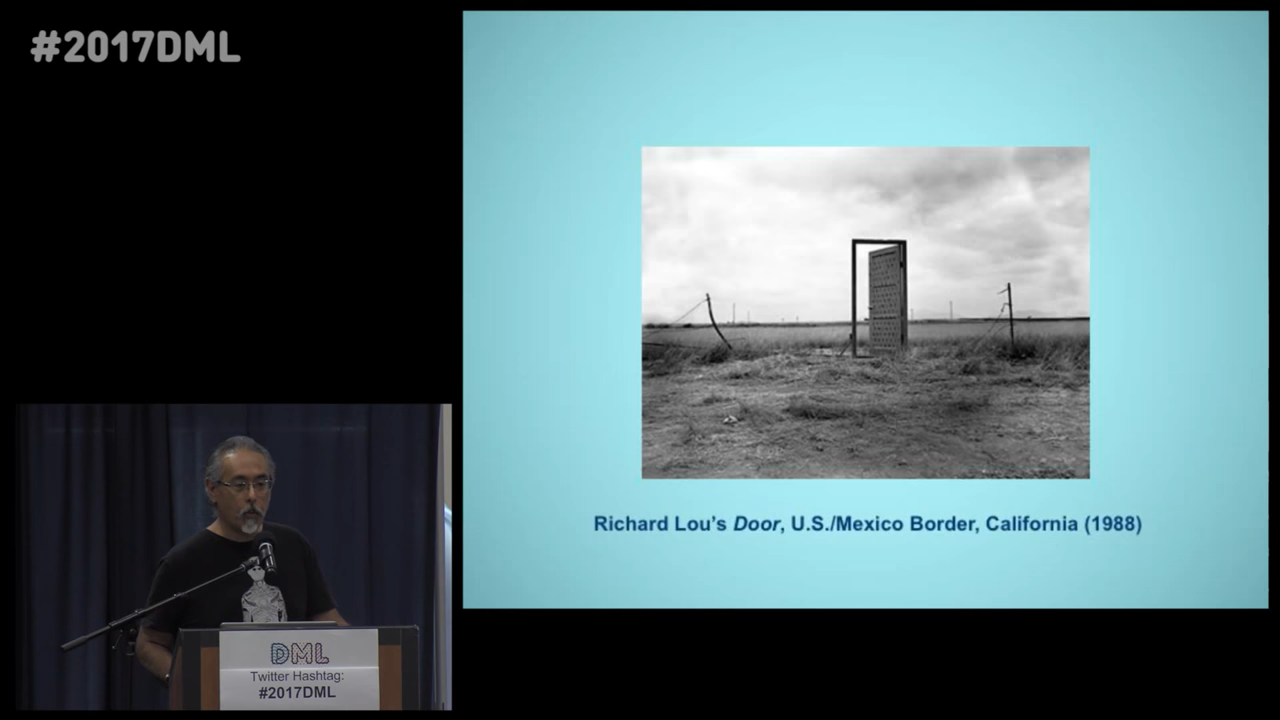 #2017DML
Richard Lou's Door, U.S./Mexico Border, California (1988)
DML
Twitter Hashtag:
#2017DML